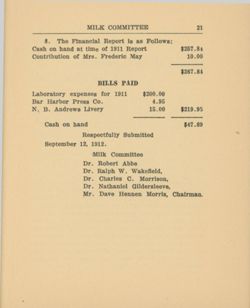 MILK COMMITTEE 21
8. The Financial Report is as Follows:
Cash on hand at time of 1911 Report $257.84
Contribution of Mrs. Frederic May 10.00
$267.84
BILLS PAID
Laboratory expenses for 1911 $200.00
Bar Harbor Press Co. 4.95
N. B. Andrews Livery 15.00 $219.95
Cash on hand $47.89
Respectfully Submitted
September 12, 1912.
Milk Committee
Dr. Robert Abbe
Dr. Ralph W. Wakefield,
Dr. Charles C. Morrison,
Dr. Nathaniel Gildersleeve,
Mr. Dave Hennen Morris, Chairman.